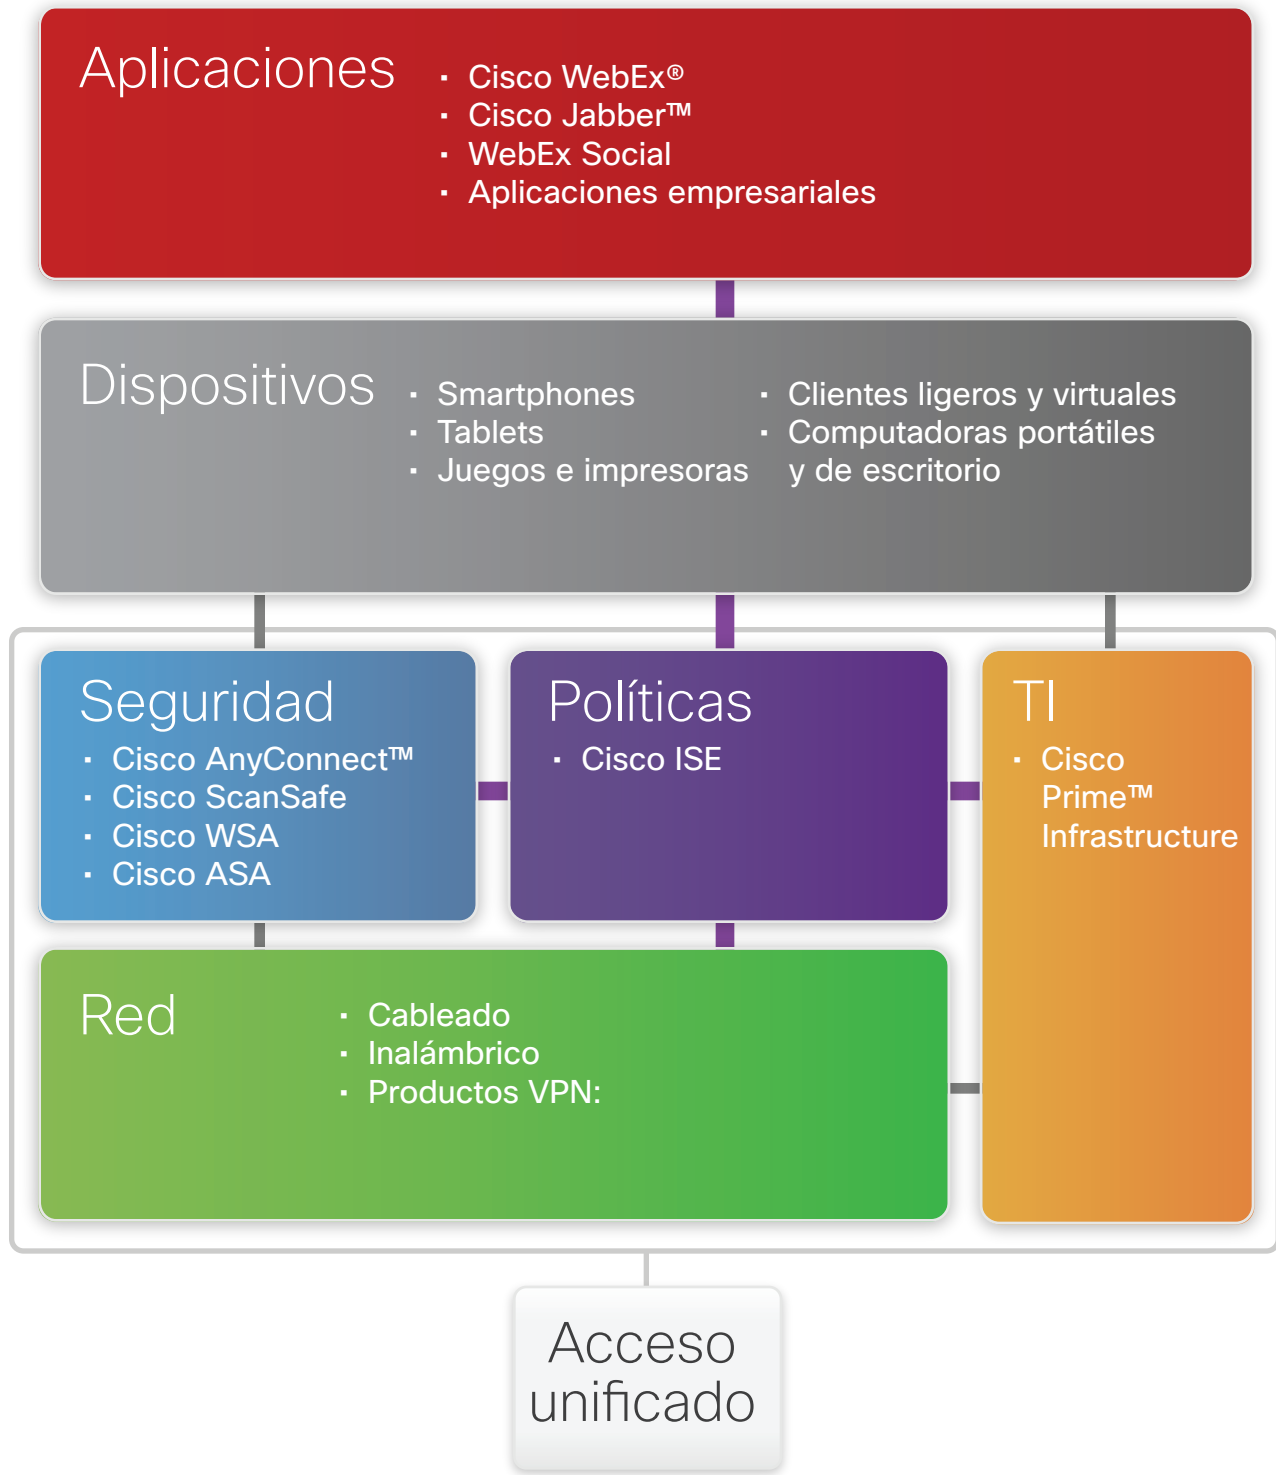 Aplicaciones
▪ Cisco WebEx®
▪ Cisco Jabber™
▪ WebEx Social
▪ Aplicaciones empresariales
Dispositivos
▪ Smartphones
▪ Tablets
▪ Juegos e impresoras
▪ Clientes ligeros y virtuales
▪ Computadoras portátiles
y de escritorio
Seguridad
▪ Cisco AnyConnect™
▪ Cisco ScanSafe
▪ Cisco WSA
▪ Cisco ASA
Políticas
▪ Cisco ISE
TI
▪ Cisco
Prime™
Infrastructure
Red
▪ Cableado
▪ Inalámbrico
▪ Productos VPN:
Acceso
unificado